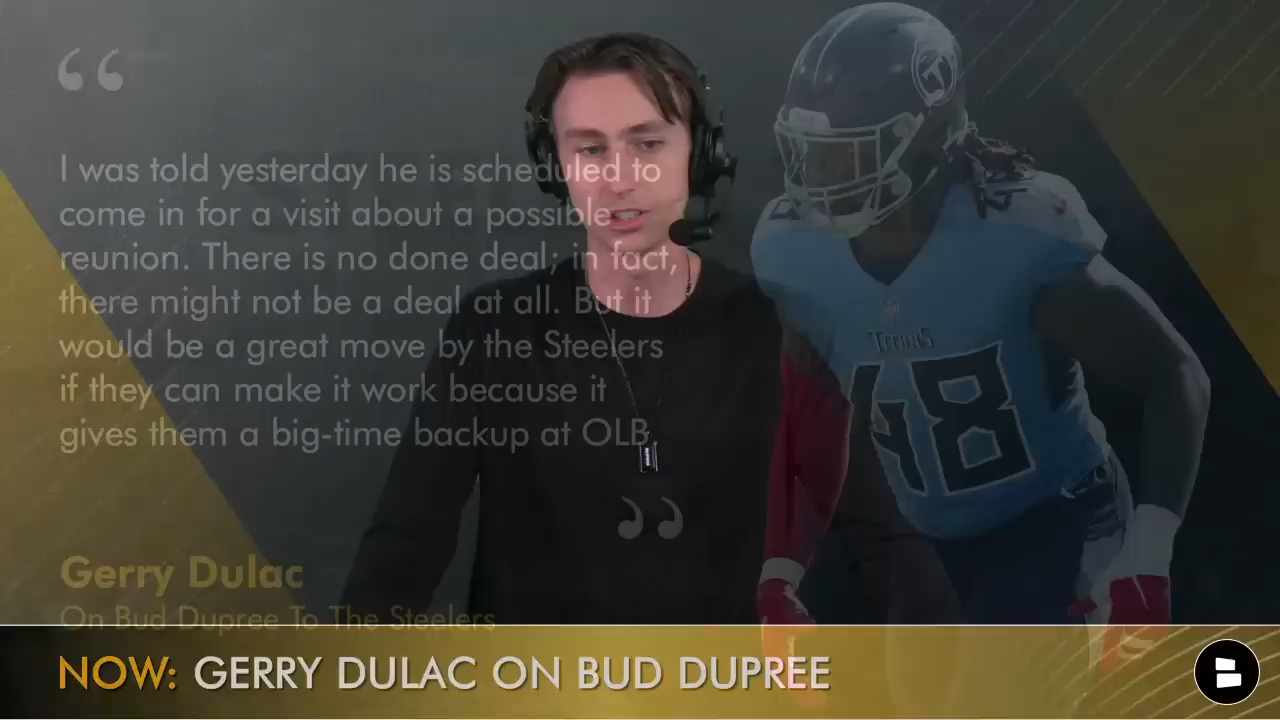 “
I was told yesterday he is scheduled to
come in for a visit about a possible
reunion. There is no done deal; in fact,
there might not be a deal at all. But it
would be a great move by the Steelers
if they can make it work because it
gives them a big-time backup at OLB.
”
Gerry Dulac
On Bud Dupree To The Steelers
TITANS
48
NOW: GERRY DULAC ON BUD DUPREE